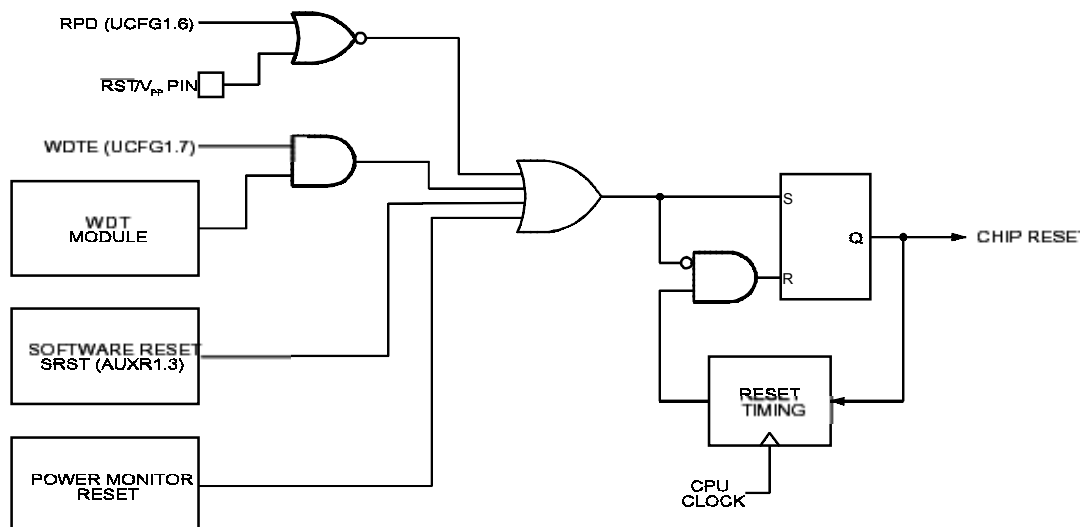 RPD (UCFG1.6)
RST/VPP PIN
WDTE (UCFG1.7)
WDT
MODULE
SOFTWARE RESET
SRST (AUXR1.3)
POWER MONITOR
RESET
S
Q
R
CHIP RESET
RESET
TIMING
CPU
CLOCK